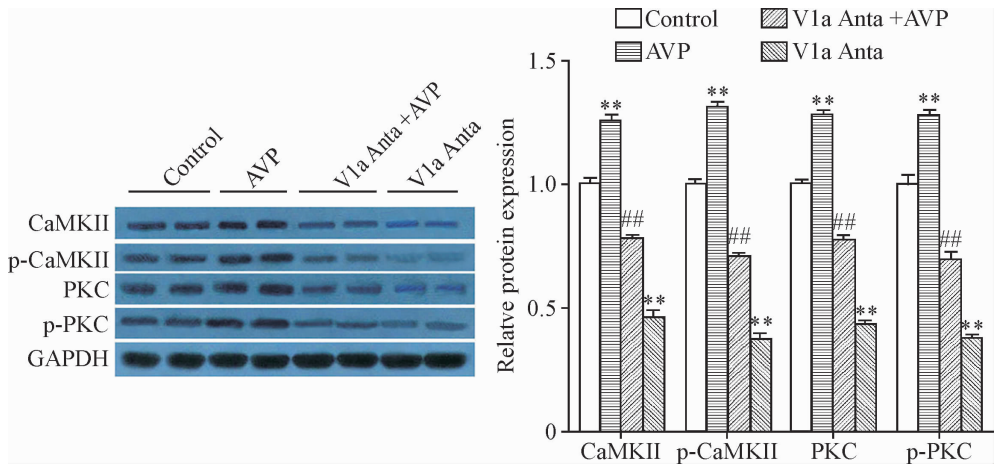 Control
AVP
V1a Anta +AVP
V1a Anta
CaMKII
p-CaMKII
PKC
p-PKC
GAPDH
Control
AVP
V1a Anta +AVP
V1a Anta
Relatve protein expression
1.5
1.0
0.5
0
** ## **
** ## **
** ## **
** ## **
CaMKII p-CaMKII PKC p-PKC